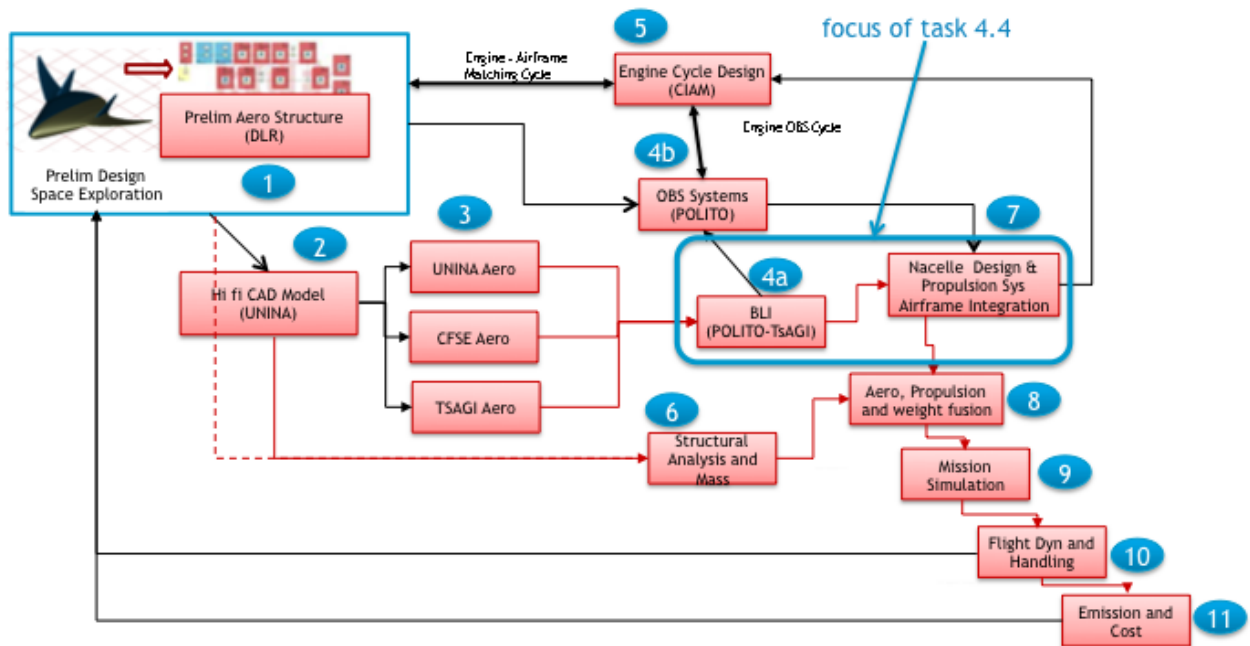 focus of task 4.4
5
Engine - Airframe
Matching Cycle
Engine Cycle Design
(CIAM)
Prelim Aero Structure
(DLR)
1
Prelim Design
Space Exploration
Engine OBS Cycle
4b
OBS Systems
(POLITO)
7
3
2
UNINA Aero
4a
Nacelle Design &
Propulsion Sys
Airframe Integration
Hi fi CAD Model
(UNINA)
BLI
(POLITO-TsAGI)
CFSE Aero
TSAGI Aero
Aero, Propulsion
and weight fusion
8
6
Structural
Analysis and
Mass
Mission
Simulation
9
Flight Dyn and
Handling
10
Emission and
Cost
11